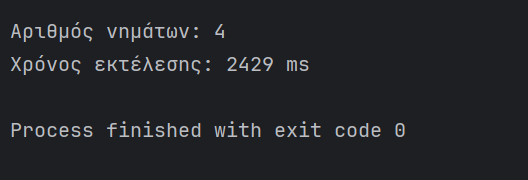 Αριθμός νημάτων: 4
Χρόνος εκτέλεσης: 2429 ms
Process finished with exit code 0